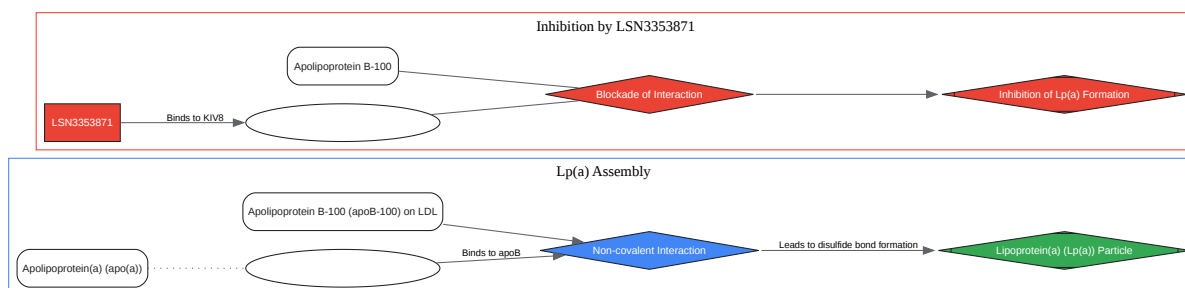 Inhibition by LSN3353871
Apolipoprotein B-100
Blockade of Interaction
Inhibition of Lp(a) Formation
LSN3353871
Binds to KIV8
Lp(a) Assembly
Apolipoprotein B-100 (apoB-100) on LDL
Non-covalent Interaction
Leads to disulfide bond formation
Lipoprotein(a) (Lp(a)) Particle
Binds to apoB
Apolipoprotein(a) (apo(a))